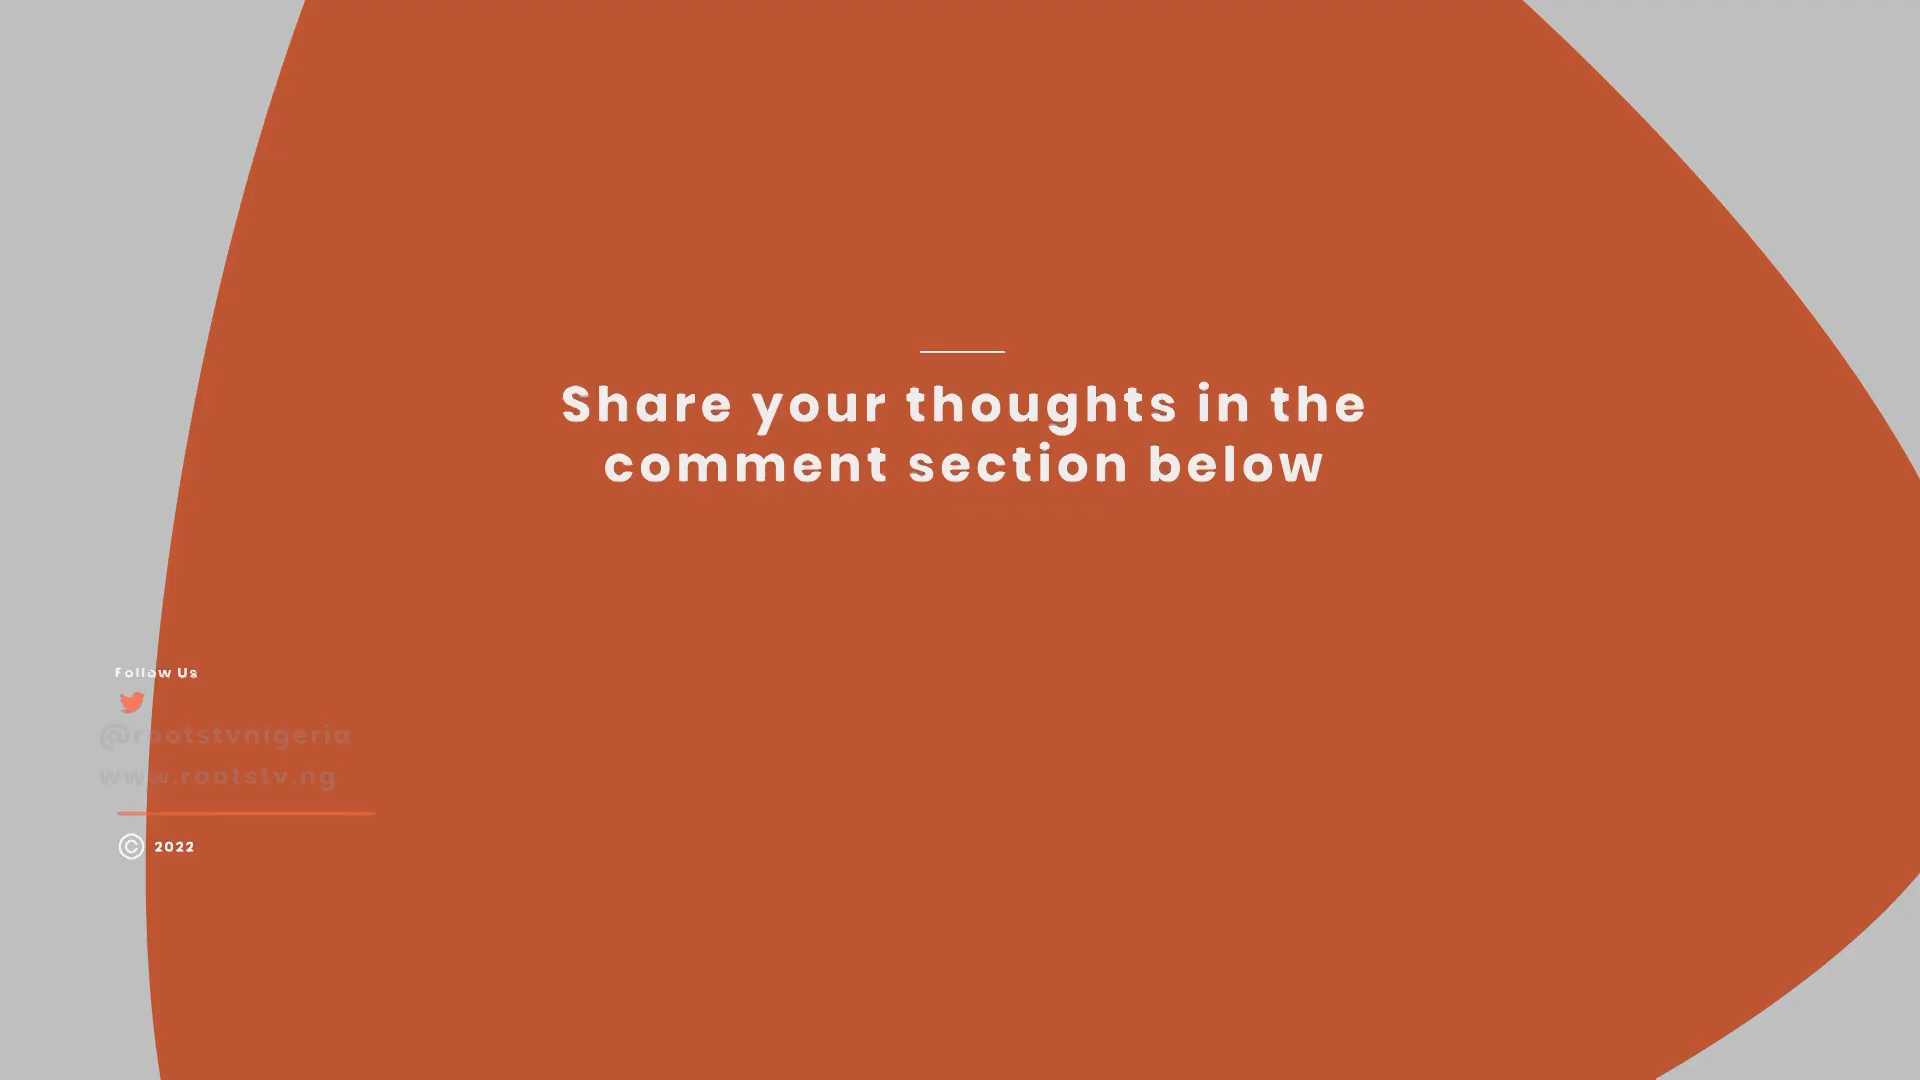 Share your thoughts in the
comment section below
Follow Us
@rootstvnigeria
www.rootstv.ng
© 2022